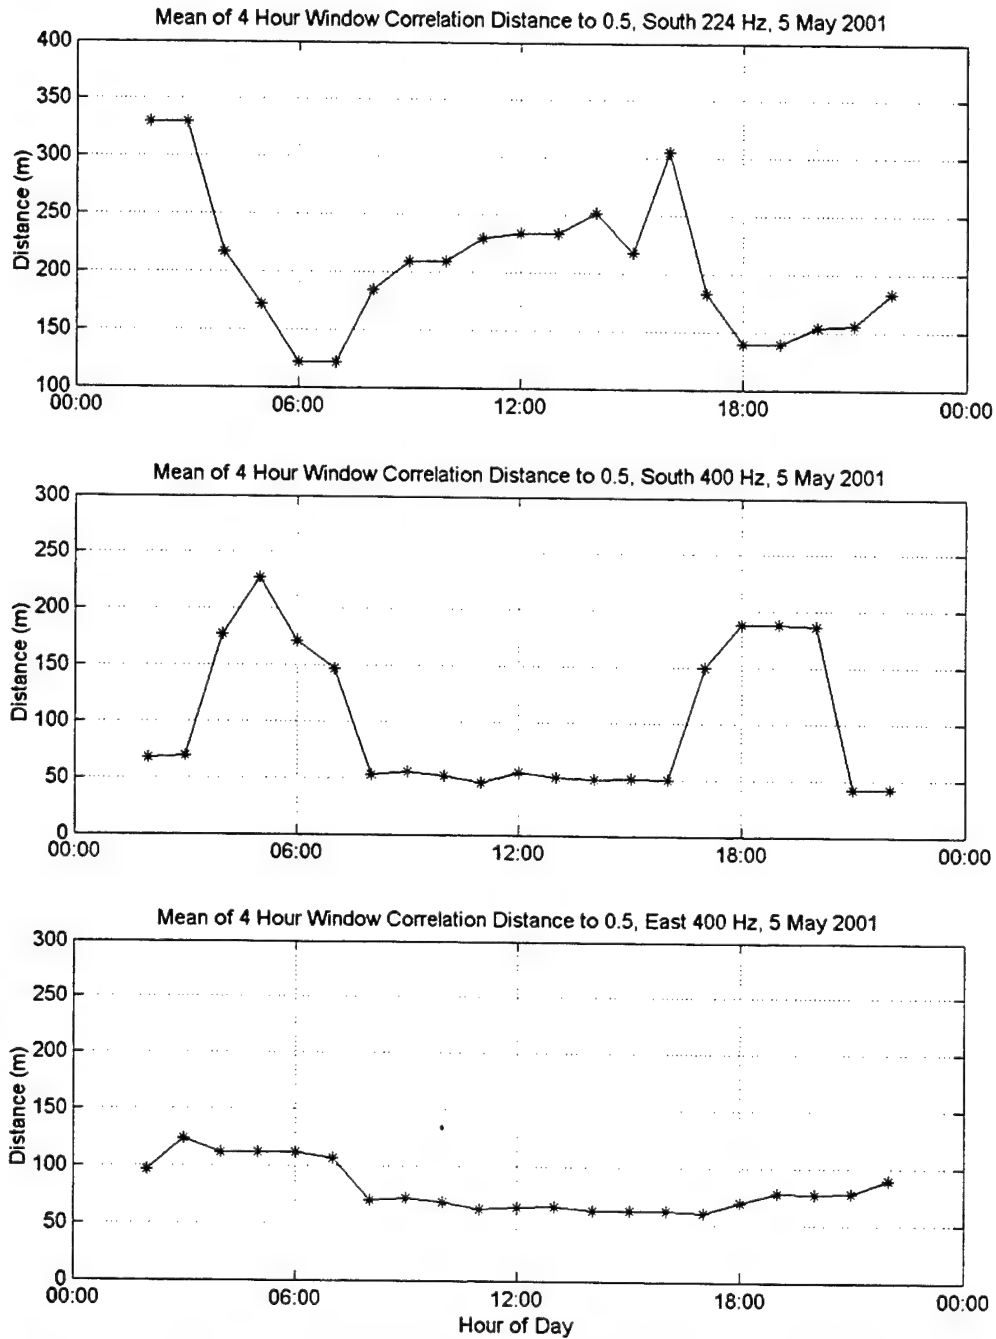 Mean of 4 Hour Window Correlation Distance to 0.5, South 224 Hz, 5 May 2001
400
350
300
250
200
150
100
Distance (m)
00:00 06:00 12:00 18:00 00:00
Mean of 4 Hour Window Correlation Distance to 0.5, South 400 Hz, 5 May 2001
300
250
200
150
100
50
0
Distance (m)
00:00 06:00 12:00 18:00 00:00
Mean of 4 Hour Window Correlation Distance to 0.5, East 400 Hz, 5 May 2001
300
250
200
150
100
50
0
Distance (m)
00:00 06:00 12:00 18:00 00:00
Hour of Day